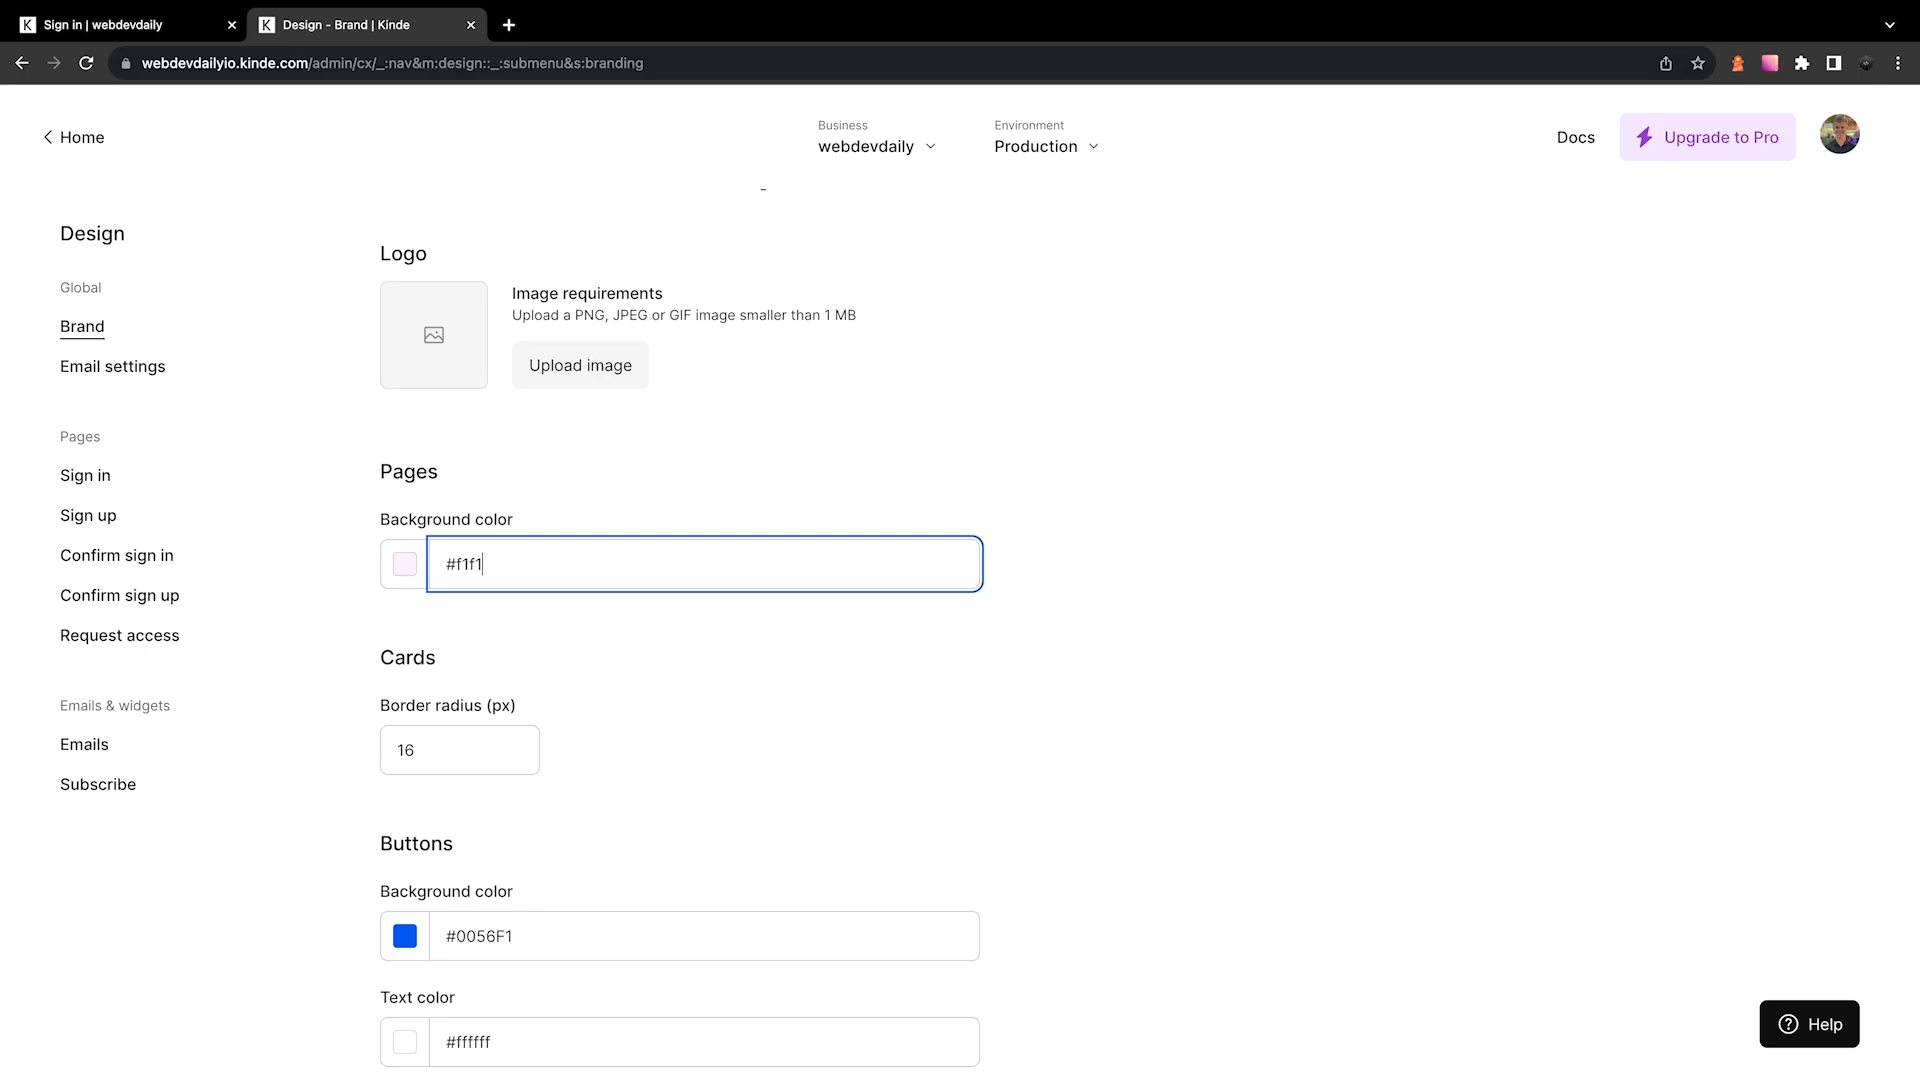 Sign in | webdevdaily
Design - Brand | Kinde
webdevdailyio.kinde.com/admin/cx/_:nav&m:design::_:submenu&s:branding
Home
Business
webdevdaily
Environment
Production
Docs
Upgrade to Pro
Design
Global
Brand
Email settings
Pages
Sign in
Sign up
Confirm sign in
Confirm sign up
Request access
Emails & widgets
Emails
Subscribe
Logo
Image requirements
Upload a PNG, JPEG or GIF image smaller than 1 MB
Upload image
Pages
Background color
#f1f1
Cards
Border radius (px)
16
Buttons
Background color
#0056F1
Text color
#ffffff
Help